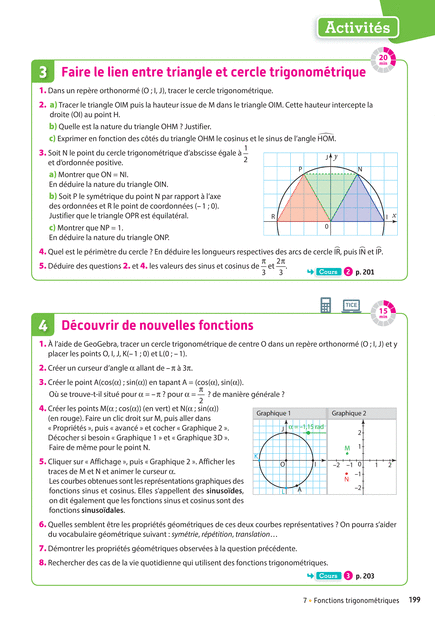 Activités
20
min
3 Faire le lien entre triangle et cercle trigonométrique
1. Dans un repère orthonormé (O ; I, J), tracer le cercle trigonométrique.
2. a) Tracer le triangle OIM puis la hauteur issue de M dans le triangle OIM. Cette hauteur intercepte la
droite (OI) au point H.
b) Quelle est la nature du triangle OHM ? Justifier.
c) Exprimer en fonction des côtés du triangle OHM le cosinus et le sinus de l'angle HOM.
3. Soit N le point du cercle trigonométrique d'abscisse égale à 1/2
et d'ordonnée positive.
a) Montrer que ON = NI.
En déduire la nature du triangle OIN.
b) Soit P le symétrique du point N par rapport à l'axe
des ordonnées et R le point de coordonnées (– 1 ; 0).
Justifier que le triangle OPR est équilatéral.
c) Montrer que NP = 1.
En déduire la nature du triangle ONP.
J y
P N
R I x
0
4. Quel est le périmètre du cercle ? En déduire les longueurs respectives des arcs de cercle IR, puis IN et IP.
5. Déduire des questions 2. et 4. les valeurs des sinus et cosinus de π/3 et 2π/3.
Cours 2 p. 201
TICE
15
min
4 Découvrir de nouvelles fonctions
1. À l'aide de GeoGebra, tracer un cercle trigonométrique de centre O dans un repère orthonormé (O ; I, J) et y
placer les points O, I, J, K(– 1 ; 0) et L(0 ; – 1).
2. Créer un curseur d'angle α allant de – π à 3π.
3. Créer le point A(cos(α) ; sin(α)) en tapant A = (cos(α), sin(α)).
Où se trouve-t-il situé pour α = – π ? pour α = π/2 ? de manière générale ?
4. Créer les points M(α ; cos(α)) (en vert) et N(α ; sin(α))
(en rouge). Faire un clic droit sur M, puis aller dans
« Propriétés », puis « avancé » et cocher « Graphique 2 ».
Décocher si besoin « Graphique 1 » et « Graphique 3D ».
Faire de même pour le point N.
5. Cliquer sur « Affichage », puis « Graphique 2 ». Afficher les
traces de M et N et animer le curseur α.
Les courbes obtenues sont les représentations graphiques des
fonctions sinus et cosinus. Elles s'appellent des sinusoïdes,
on dit également que les fonctions sinus et cosinus sont des
fonctions sinusoïdales.
Graphique 1 Graphique 2
J α = –1,15 rad
K O I
L A
2
1
M
–2 –1 0 1 2
–1
N
–2
6. Quelles semblent être les propriétés géométriques de ces deux courbes représentatives ? On pourra s'aider
du vocabulaire géométrique suivant : symétrie, répétition, translation…
7. Démontrer les propriétés géométriques observées à la question précédente.
8. Rechercher des cas de la vie quotidienne qui utilisent des fonctions trigonométriques.
Cours 3 p. 203
7 • Fonctions trigonométriques 199